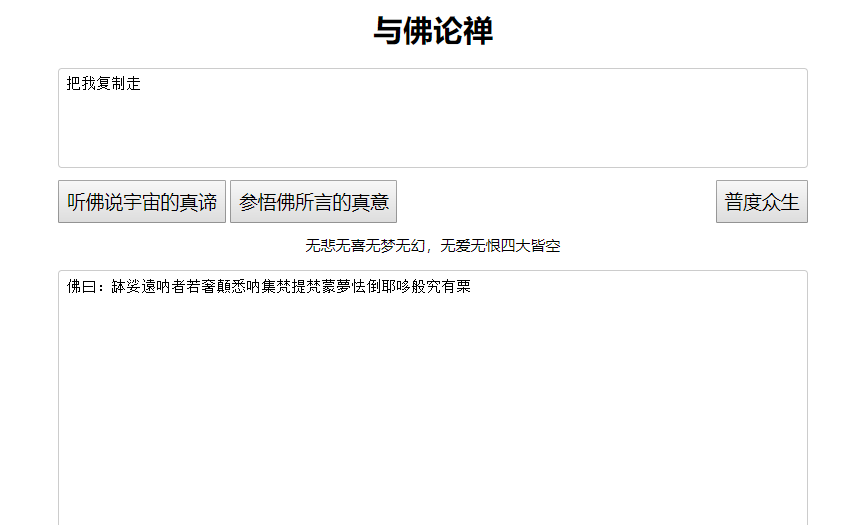 与佛论禅
把我复制走
听佛说宇宙的真谛 参悟佛所言的真意 普度众生
无悲无喜无梦无幻，无爱无恨四大皆空
佛曰：缽娑遠呐者若奢顛悉呐集梵提梵蒙夢怯倒耶哆般究有栗